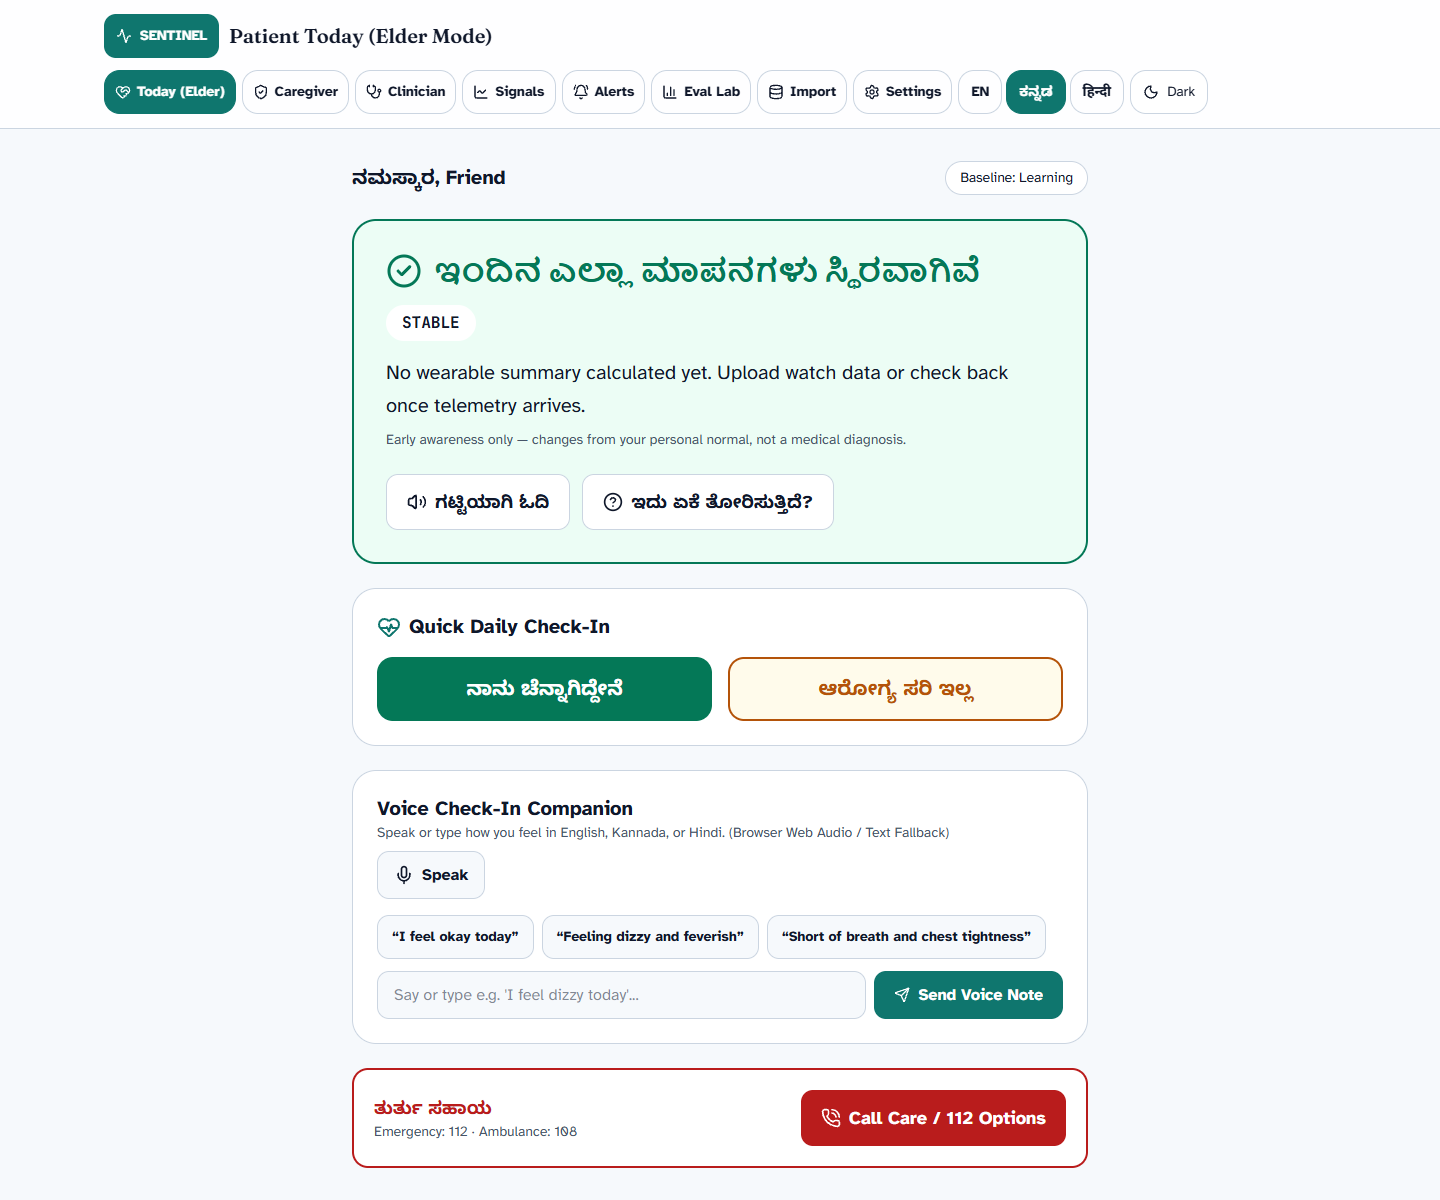 SENTINEL Patient Today (Elder Mode)
Today (Elder) Caregiver Clinician Signals Alerts Eval Lab Import Settings EN ಕನ್ನಡ हिन्दी Dark
ನಮಸ್ಕಾರ, Friend Baseline: Learning
ಇಂದಿನ ಎಲ್ಲಾ ಮಾಪನಗಳು ಸ್ಥಿರವಾಗಿವೆ
STABLE
No wearable summary calculated yet. Upload watch data or check back
once telemetry arrives.
Early awareness only — changes from your personal normal, not a medical diagnosis.
ಗಟ್ಟಿಯಾಗಿ ಓದಿ ಇದು ಏಕೆ ತೋರಿಸುತ್ತಿದೆ?
Quick Daily Check-In
ನಾನು ಚೆನ್ನಾಗಿದ್ದೇನೆ ಆರೋಗ್ಯ ಸರಿ ಇಲ್ಲ
Voice Check-In Companion
Speak or type how you feel in English, Kannada, or Hindi. (Browser Web Audio / Text Fallback)
Speak
“I feel okay today” “Feeling dizzy and feverish” “Short of breath and chest tightness”
Say or type e.g. 'I feel dizzy today'... Send Voice Note
ತುರ್ತು ಸಹಾಯ
Emergency: 112 · Ambulance: 108
Call Care / 112 Options